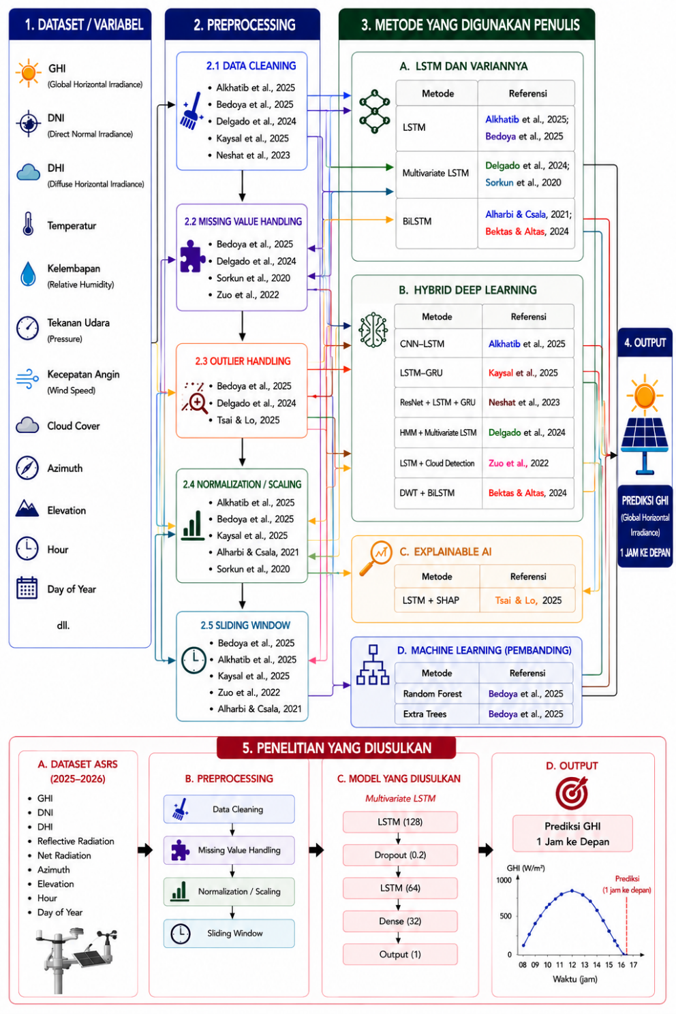 1. DATASET / VARIABEL
GHI
(Global Horizontal Irradiance)
DNI
(Direct Normal Irradiance)
DHI
(Diffuse Horizontal Irradiance)
Temperatur
Kelembapan
(Relative Humidity)
Tekanan Udara
(Pressure)
Kecepatan Angin
(Wind Speed)
Cloud Cover
Azimuth
Elevation
Hour
Day of Year
dll.
2. PREPROCESSING
2.1 DATA CLEANING
• Alkhatib et al., 2025
• Bedoya et al., 2025
• Delgado et al., 2024
• Kaysal et al., 2025
• Neshat et al., 2023
2.2 MISSING VALUE HANDLING
• Bedoya et al., 2025
• Delgado et al., 2024
• Sorkun et al., 2020
• Zuo et al., 2022
2.3 OUTLIER HANDLING
• Bedoya et al., 2025
• Delgado et al., 2024
• Tsai & Lo, 2025
2.4 NORMALIZATION / SCALING
• Alkhatib et al., 2025
• Bedoya et al., 2025
• Kaysal et al., 2025
• Alharbi & Csala, 2021
• Sorkun et al., 2020
2.5 SLIDING WINDOW
• Bedoya et al., 2025
• Alkhatib et al., 2025
• Kaysal et al., 2025
• Zuo et al., 2022
• Alharbi & Csala, 2021
3. METODE YANG DIGUNAKAN PENULIS
A. LSTM DAN VARIANNYA
Metode Referensi
LSTM Alkhatib et al., 2025;
Bedoya et al., 2025
Multivariate LSTM Delgado et al., 2024;
Sorkun et al., 2020
BiLSTM Alharbi & Csala, 2021;
Bektas & Altas, 2024
B. HYBRID DEEP LEARNING
Metode Referensi
CNN–LSTM Alkhatib et al., 2025
LSTM–GRU Kaysal et al., 2025
ResNet + LSTM + GRU Neshat et al., 2023
HMM + Multivariate LSTM Delgado et al., 2024
LSTM + Cloud Detection Zuo et al., 2022
DWT + BiLSTM Bektas & Altas, 2024
C. EXPLAINABLE AI
Metode Referensi
LSTM + SHAP Tsai & Lo, 2025
D. MACHINE LEARNING (PEMBANDING)
Metode Referensi
Random Forest Bedoya et al., 2025
Extra Trees Bedoya et al., 2025
4. OUTPUT
PREDIKSI GHI
(Global Horizontal
Irradiance)
1 JAM KE DEPAN
5. PENELITIAN YANG DIUSULKAN
A. DATASET ASRS
(2025–2026)
• GHI
• DNI
• DHI
• Reflective Radiation
• Net Radiation
• Azimuth
• Elevation
• Hour
• Day of Year
B. PREPROCESSING
Data Cleaning
Missing Value Handling
Normalization / Scaling
Sliding Window
C. MODEL YANG DIUSULKAN
Multivariate LSTM
LSTM (128)
Dropout (0.2)
LSTM (64)
Dense (32)
Output (1)
D. OUTPUT
Prediksi GHI
1 Jam ke Depan
GHI (W/m²)
Prediksi
(1 jam ke depan)
1000
500
0
08 09 10 11 12 13 14 15 16 17
Waktu (jam)